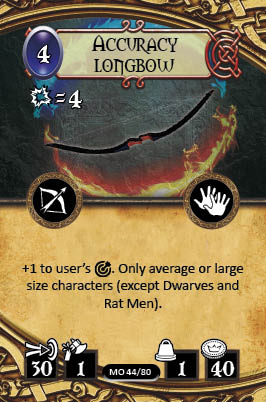 4
ACCURACY
LONGBOW
=4
+1 to user's . Only average or large
size characters (except Dwarves and
Rat Men).
30 1 MO 44/80 1 40